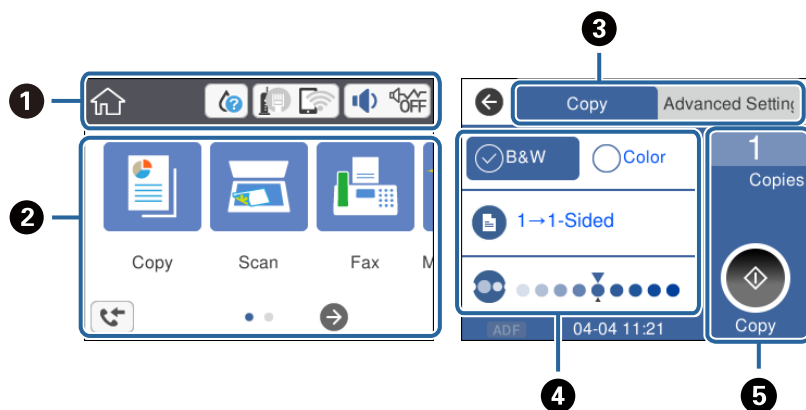 3
1
OFF
Copy
Advanced Setting
2
B&W
Color
1
Copies
1→1-Sided
Copy
Scan
Fax
M
ADF
04-04 11:21
Copy
4
5